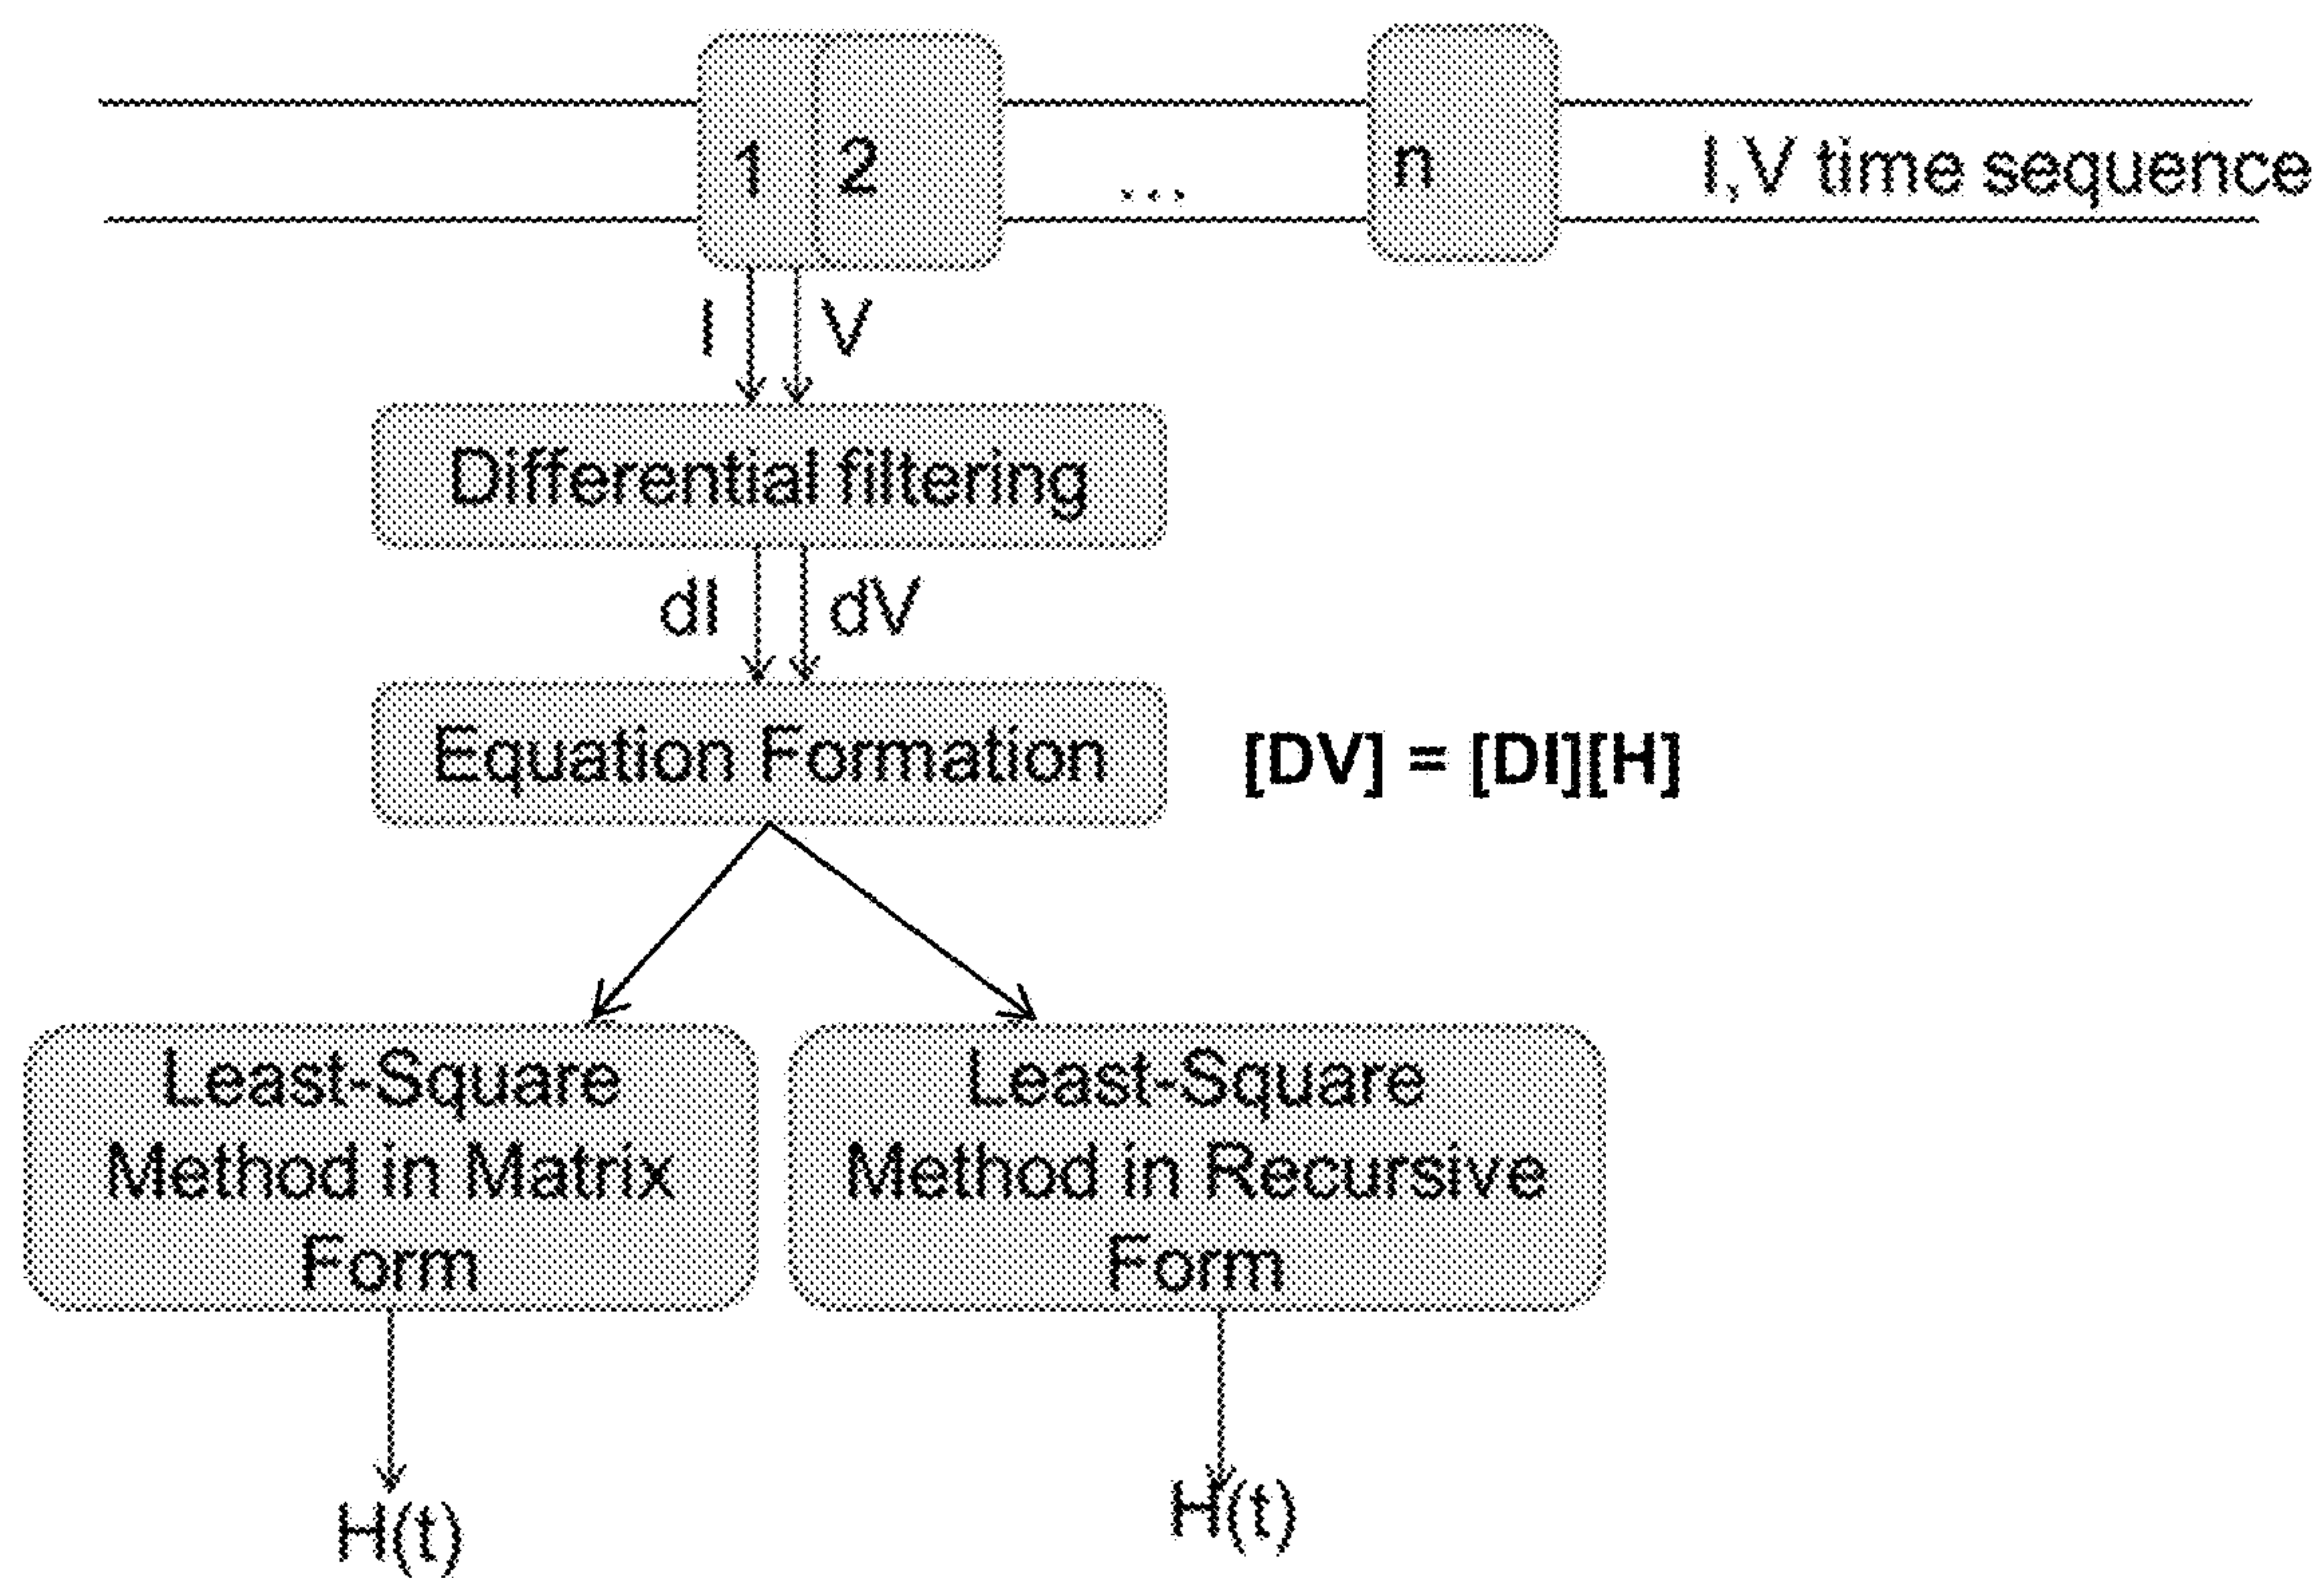 1 2 ... n I,V time sequence
I V
Differential filtering
dI dV
Equation Formation [DV] = [DI][H]
Least-Square
Method in Matrix
Form
Least-Square
Method in Recursive
Form
H(t)
H(t)